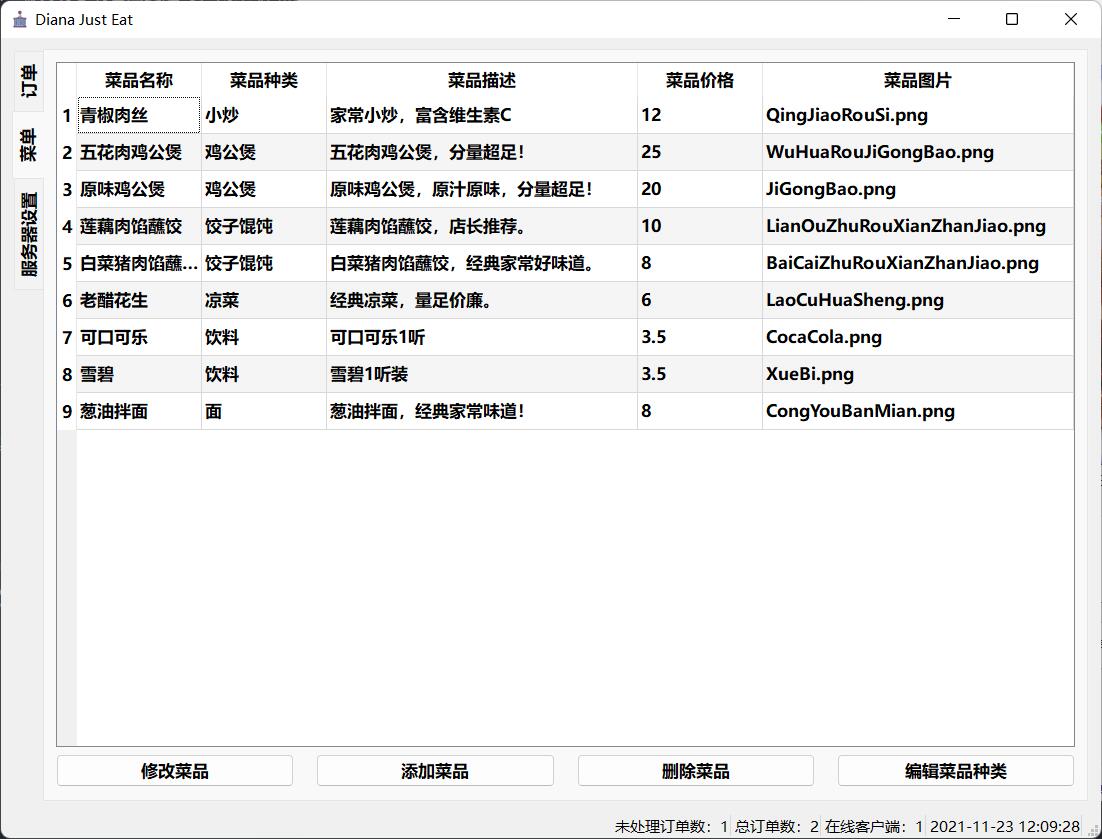 Diana Just Eat
订单
菜单
服务器设置
菜品名称 菜品种类 菜品描述 菜品价格 菜品图片
1 青椒肉丝 小炒 家常小炒，富含维生素C 12 QingJiaoRouSi.png
2 五花肉鸡公煲 鸡公煲 五花肉鸡公煲，分量超足！ 25 WuHuaRouJiGongBao.png
3 原味鸡公煲 鸡公煲 原味鸡公煲，原汁原味，分量超足！ 20 JiGongBao.png
4 莲藕肉馅蘸饺 饺子馄饨 莲藕肉馅蘸饺，店长推荐。 10 LianOuZhuRouXianZhanJiao.png
5 白菜猪肉馅蘸... 饺子馄饨 白菜猪肉馅蘸饺，经典家常好味道。 8 BaiCaiZhuRouXianZhanJiao.png
6 老醋花生 凉菜 经典凉菜，量足价廉。 6 LaoCuHuaSheng.png
7 可口可乐 饮料 可口可乐1听 3.5 CocaCola.png
8 雪碧 饮料 雪碧1听装 3.5 XueBi.png
9 葱油拌面 面 葱油拌面，经典家常味道！ 8 CongYouBanMian.png
修改菜品 添加菜品 删除菜品 编辑菜品种类
未处理订单数：1 总订单数：2 在线客户端：1 2021-11-23 12:09:28